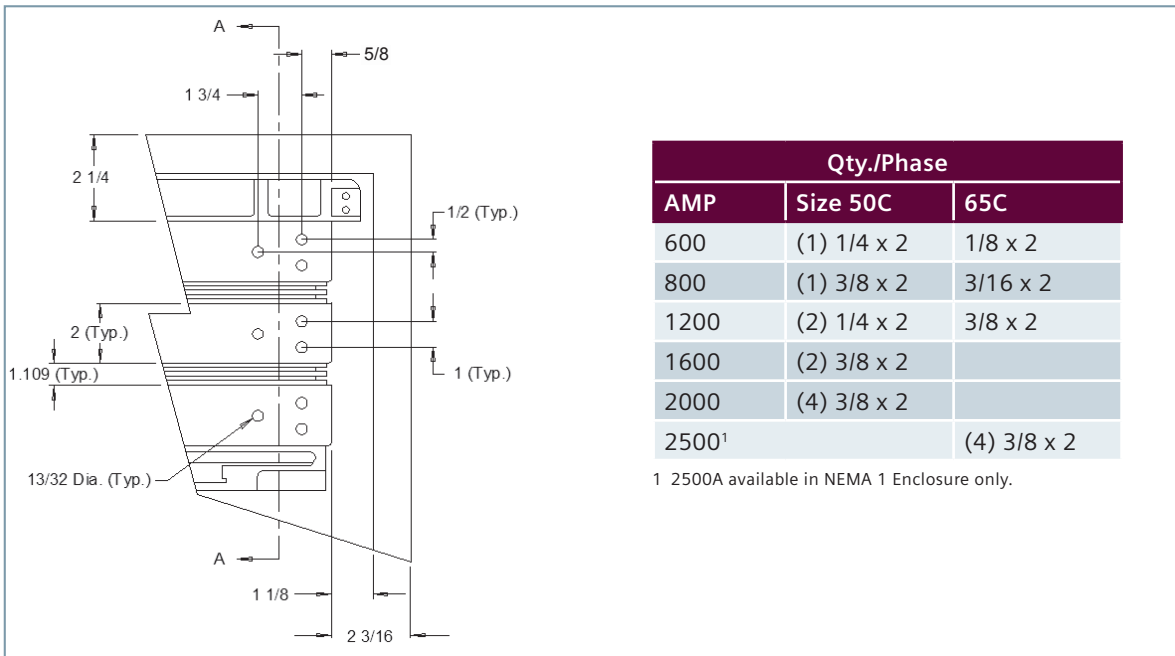 A
5/8
1 3/4
2 1/4
1/2 (Typ.)
2 (Typ.)
1.109 (Typ.)
1 (Typ.)
13/32 Dia. (Typ.)
A
1 1/8
2 3/16
Qty./Phase
AMP Size 50C 65C
600 (1) 1/4 x 2 1/8 x 2
800 (1) 3/8 x 2 3/16 x 2
1200 (2) 1/4 x 2 3/8 x 2
1600 (2) 3/8 x 2
2000 (4) 3/8 x 2
2500¹ (4) 3/8 x 2
1 2500A available in NEMA 1 Enclosure only.